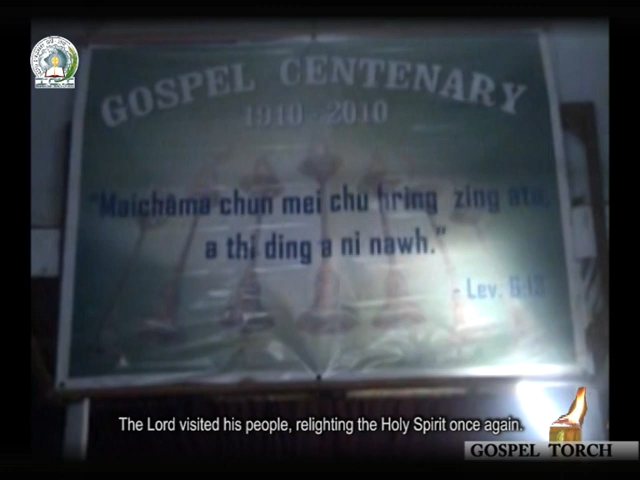 GOSPEL CENTENARY
1910 - 2010
"Maichâma chun mei chu hring zing ata,
a thi ding a ni nawh."
- Lev. 6:13
The Lord visited his people, relighting the Holy Spirit once again.
GOSPEL TORCH